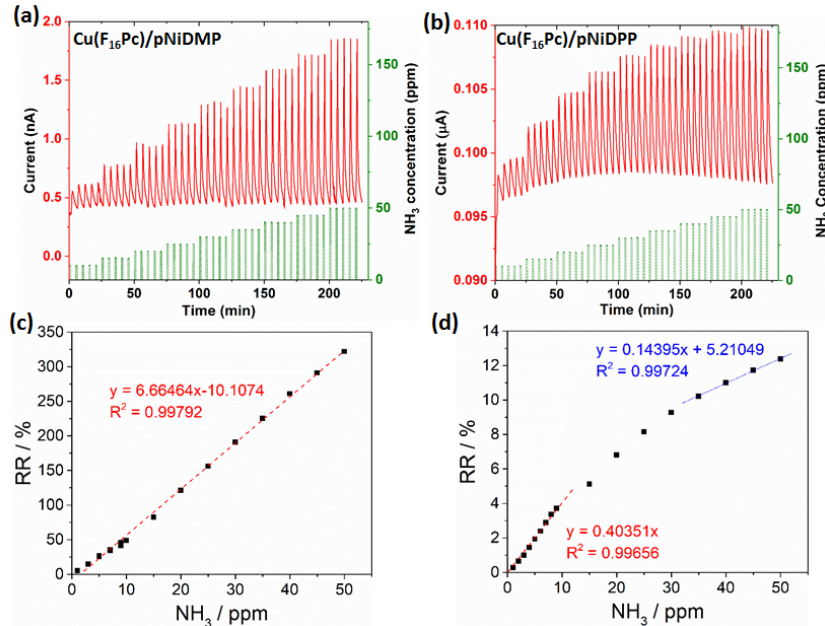 (a)
Cu(F₁₆Pc)/pNiDMP
Current (nA)
2.0
1.5
1.0
0.5
0.0
NH₃ concentration (ppm)
150
100
50
0
0 50 100 150 200
Time (min)
(b)
Cu(F₁₆Pc)/pNiDPP
Current (µA)
0.110
0.105
0.100
0.095
0.090
NH₃ concentration (ppm)
150
100
50
0
0 50 100 150 200
Time (min)
(c)
RR / %
350
300
250
200
150
100
50
0
y = 6.66464x-10.1074
R² = 0.99792
0 10 20 30 40 50
NH₃ / ppm
(d)
RR / %
14
12
10
8
6
4
2
0
y = 0.14395x + 5.21049
R² = 0.99724
y = 0.40351x
R² = 0.99656
0 10 20 30 40 50
NH₃ / ppm